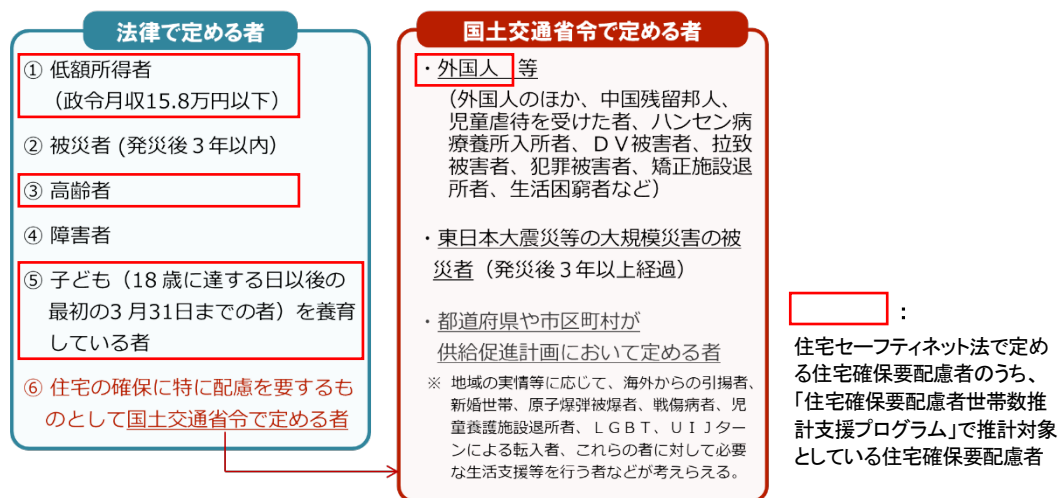 法律で定める者
① 低額所得者
（政令月収15.8万円以下）
② 被災者 (発災後３年以内)
③ 高齢者
④ 障害者
⑤ 子ども（18 歳に達する日以後の
最初の3 月31日までの者）を養育
している者
⑥ 住宅の確保に特に配慮を要するも
のとして国土交通省令で定める者
国土交通省令で定める者
・外国人 等
（外国人のほか、中国残留邦人、
児童虐待を受けた者、ハンセン病
療養所入所者、ＤＶ被害者、拉致
被害者、犯罪被害者、矯正施設退
所者、生活困窮者など）
・東日本大震災等の大規模災害の被
災者（発災後３年以上経過）
・都道府県や市区町村が
供給促進計画において定める者
※ 地域の実情等に応じて、海外からの引揚者、
新婚世帯、原子爆弾被爆者、戦傷病者、児
童養護施設退所者、ＬＧＢＴ、ＵＩＪター
ンによる転入者、これらの者に対して必要
な生活支援等を行う者などが考えらえる。
：
住宅セーフティネット法で定め
る住宅確保要配慮者のうち、
「住宅確保要配慮者世帯数推
計支援プログラム」で推計対象
としている住宅確保要配慮者